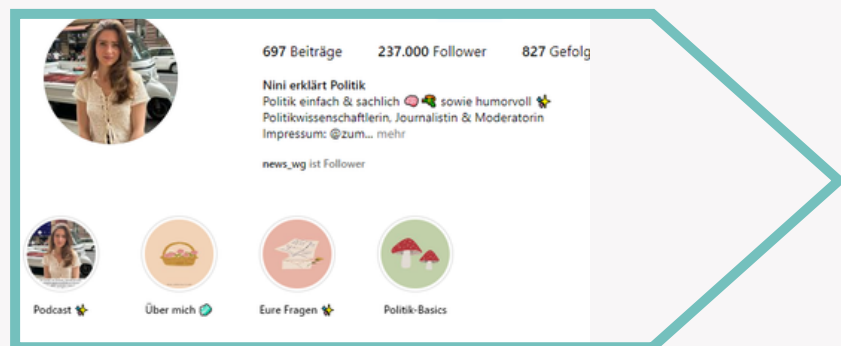 697 Beiträge 237.000 Follower 827 Gefolg
Nini erklärt Politik
Politik einfach & sachlich 🧠💐 sowie humorvoll ✨
Politikwissenschaftlerin, Journalistin & Moderatorin
Impressum: @zum... mehr
news_wg ist Follower
Podcast ✨ Über mich 🪩 Eure Fragen ✨ Politik-Basics